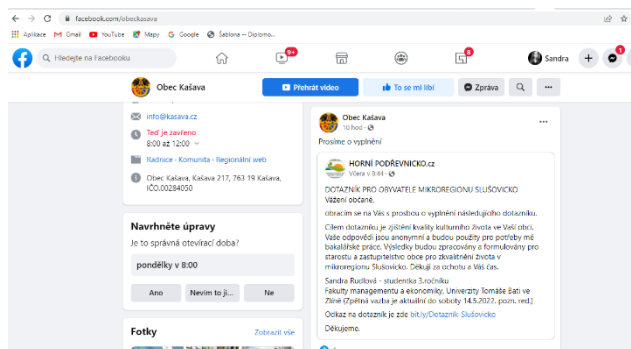 facebook.com/obeckasava
Aplikace Gmail YouTube Mapy Google Šablona -- Diplomo...
Hledejte na Facebooku
9+
Sandra
Obec Kašava
Přehrát video
To se mi líbí
Zpráva
info@kasava.cz
Teď je zavřeno
8:00 až 12:00
Radnice · Komunita · Regionální web
Obec Kašava, Kašava 217, 763 19 Kašava,
IČO.00284050
Navrhněte úpravy
Je to správná otevírací doba?
pondělky v 8:00
Ano
Nevím to ji...
Ne
Fotky
Zobrazit vše
Obec Kašava
10 hod ·
Prosíme o vyplnění
HORNÍ PODŘEVNICKO.cz
Včera v 8:44 ·
DOTAZNÍK PRO OBYVATELE MIKROREGIONU SLUŠOVICKO
Vážení občané,
obracím se na Vás s prosbou o vyplnění následujícího dotazníku.
Cílem dotazníku je zjištění kvality kulturního života ve Vaší obci.
Vaše odpovědi jsou anonymní a budou použity pro potřeby mé
bakalářské práce. Výsledky budou zpracovány a formulovány pro
starostu a zastupitelstvo obce pro zkvalitnění života v
mikroregionu Slušovicko. Děkuji za ochotu a Váš čas.
Sandra Rudlová - studentka 3.ročníku
Fakulty managementu a ekonomiky, Univerzity Tomáše Bati ve
Zlíně (Zpětná vazba je aktuální do soboty 14.5.2022. pozn. red.)
Odkaz na dotazník je zde bit.ly/Dotaznik-Slusovicko
Děkujeme.